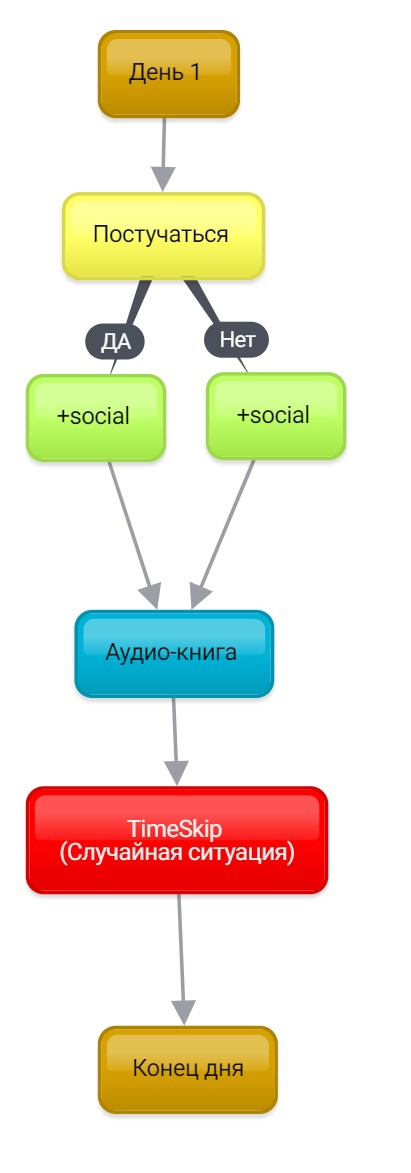 День 1
Постучаться
ДА
Нет
+social
+social
Аудио-книга
TimeSkip
(Случайная ситуация)
Конец дня